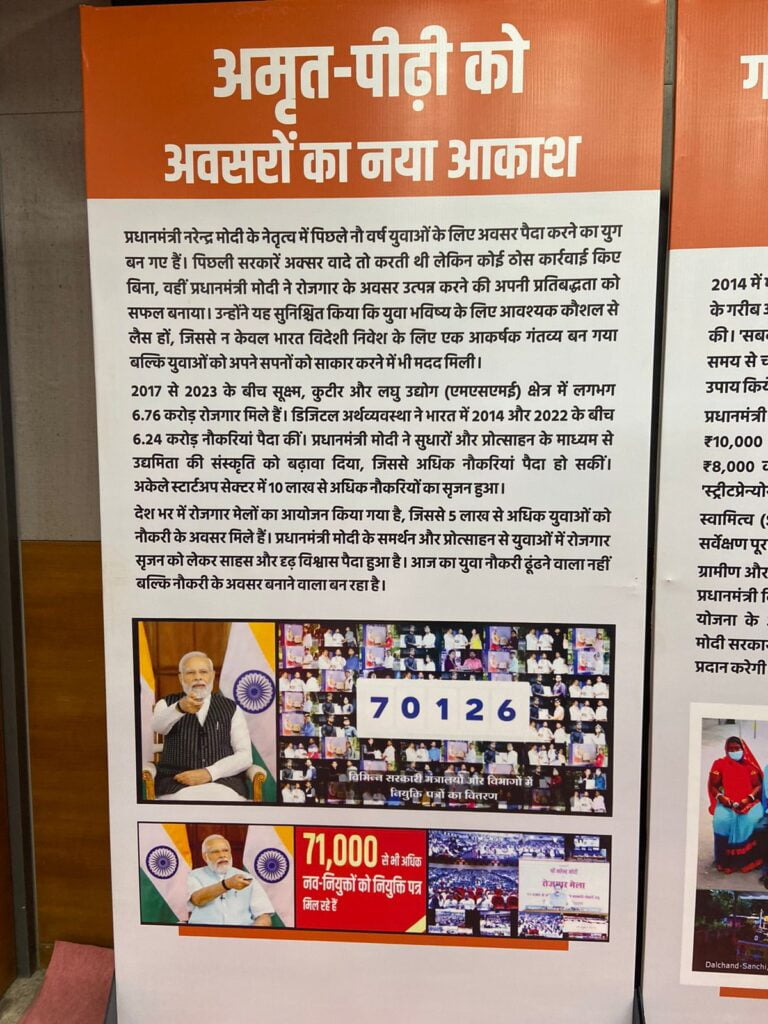 अमृत-पीढ़ी को
अवसरों का नया आकाश
प्रधानमंत्री नरेन्द्र मोदी के नेतृत्व में पिछले नौ वर्ष युवाओं के लिए अवसर पैदा करने का युग
बन गए हैं। पिछली सरकारें अक्सर वादे तो करती थी लेकिन कोई ठोस कार्रवाई किए
बिना, वहीं प्रधानमंत्री मोदी ने रोजगार के अवसर उत्पन्न करने की अपनी प्रतिबद्धता को
सफल बनाया। उन्होंने यह सुनिश्चित किया कि युवा भविष्य के लिए आवश्यक कौशल से
लैस हों, जिससे न केवल भारत विदेशी निवेश के लिए एक आकर्षक गंतव्य बन गया
बल्कि युवाओं को अपने सपनों को साकार करने में भी मदद मिली।
2017 से 2023 के बीच सूक्ष्म, कुटीर और लघु उद्योग (एमएसएमई) क्षेत्र में लगभग
6.76 करोड़ रोजगार मिले हैं। डिजिटल अर्थव्यवस्था ने भारत में 2014 और 2022 के बीच
6.24 करोड़ नौकरियां पैदा कीं। प्रधानमंत्री मोदी ने सुधारों और प्रोत्साहन के माध्यम से
उद्यमिता की संस्कृति को बढ़ावा दिया, जिससे अधिक नौकरियां पैदा हो सकीं।
अकेले स्टार्टअप सेक्टर में 10 लाख से अधिक नौकरियों का सृजन हुआ।
देश भर में रोजगार मेलों का आयोजन किया गया है, जिससे 5 लाख से अधिक युवाओं को
नौकरी के अवसर मिले हैं। प्रधानमंत्री मोदी के समर्थन और प्रोत्साहन से युवाओं में रोजगार
सृजन को लेकर साहस और दृढ़ विश्वास पैदा हुआ है। आज का युवा नौकरी ढूंढने वाला नहीं
बल्कि नौकरी के अवसर बनाने वाला बन रहा है।
70126
विभिन्न सरकारी मंत्रालयों और विभागों में
नियुक्ति पत्रों का वितरण
71,000 से भी अधिक
नव-नियुक्तों को नियुक्ति पत्र
मिल रहे हैं
रोजगार मेला
2014 में
के गरीब
की। 'सब
समय से
उपाय किये
प्रधानमंत्री
₹10,000
₹8,000
'स्ट्रीटप्रेन्यो
स्वामित्व (S
सर्वेक्षण पूर
ग्रामीण और
प्रधानमंत्री
योजना के
मोदी सरकार
प्रदान करेगी
Dalchand-Sanchi,